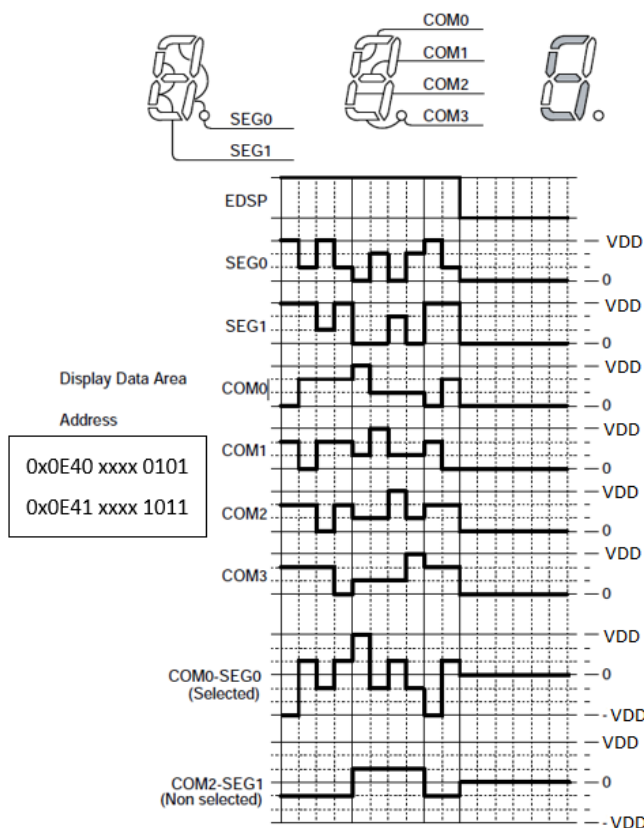 COM0
COM1
COM2
COM3
SEG0
SEG1
EDSP
VDD
SEG0
0
VDD
SEG1
0
VDD
Display Data Area
COM0
0
Address
VDD
COM1
0
0x0E40 xxxx 0101
0x0E41 xxxx 1011
VDD
COM2
0
VDD
COM3
0
VDD
COM0-SEG0
(Selected)
0
- VDD
VDD
COM2-SEG1
(Non selected)
0
- VDD